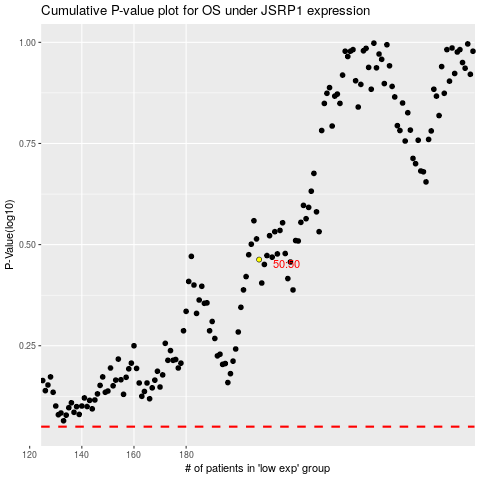 Cumulative P-value plot for OS under JSRP1 expression
1.00
0.75
0.50
0.25
P-Value(log10)
50:50
120 140 160 180
# of patients in 'low exp' group